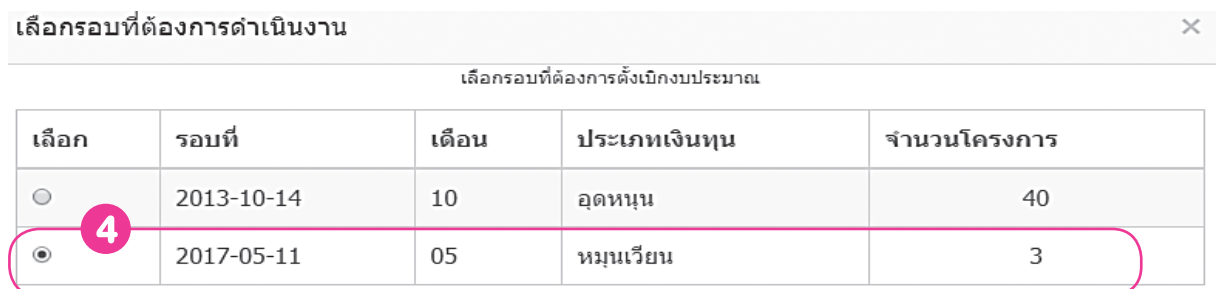 เลือกรอบที่ต้องการดำเนินงาน ×
เลือกรอบที่ต้องการตั้งเบิกงบประมาณ
เลือก รอบที่ เดือน ประเภทเงินทุน จำนวนโครงการ
2013-10-14 10 อุดหนุน 40
4
2017-05-11 05 หมุนเวียน 3